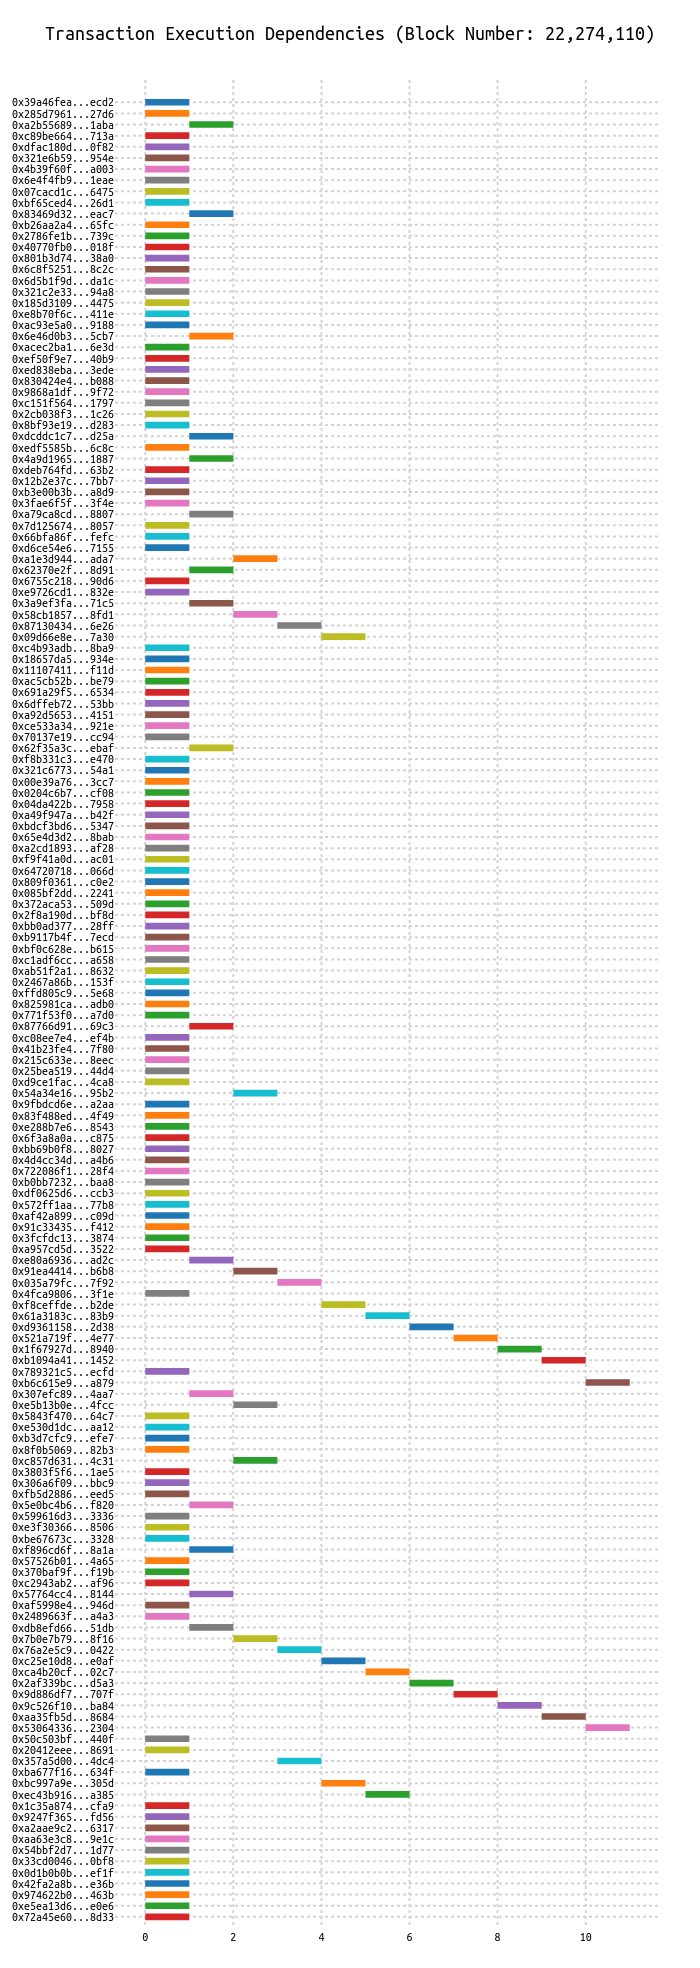 Transaction Execution Dependencies (Block Number: 22,274,110)
0x39a46fea...ecd2
0x285d7961...27d6
0xa2b55689...1aba
0xc89be664...713a
0xdfac180d...0f82
0x321e6b59...954e
0x4b39f60f...a003
0x6e4f4fb9...1eae
0x07cacd1c...6475
0xbf65ced4...26d1
0x83469d32...eac7
0xb26aa2a4...65fc
0x2786fe1b...739c
0x40770fb0...018f
0x801b3d74...38a0
0x6c8f5251...8c2c
0x6d5b1f9d...da1c
0x321c2e33...94a8
0x185d3109...4475
0xe8b70f6c...411e
0xac93e5a0...9188
0x6e46d0b3...5cb7
0xacec2ba1...6e3d
0xef50f9e7...40b9
0xed838eba...3ede
0x830424e4...b088
0x9868a1df...9f72
0xc151f564...1797
0x2cb038f3...1c26
0x8bf93e19...d283
0xdcddc1c7...d25a
0xedf5585b...6c8c
0x4a9d1965...1887
0xdeb764fd...63b2
0x12b2e37c...7bb7
0xb3e00b3b...a8d9
0x3fae6f5f...3f4e
0xa79ca8cd...8807
0x7d125674...8057
0x66bfa86f...fefc
0xd6ce54e6...7155
0xa1e3d944...ada7
0x62370e2f...8d91
0x6755c218...90d6
0xe9726cd1...832e
0x3a9ef3fa...71c5
0x58cb1857...8fd1
0x87130434...6e26
0x09d66e8e...7a30
0xc4b93adb...8ba9
0x18657da5...934e
0x11107411...f11d
0xac5cb52b...be79
0x691a29f5...6534
0x6dffeb72...53bb
0xa92d5653...4151
0xce533a34...921e
0x70137e19...cc94
0x62f35a3c...ebaf
0xf8b331c3...e470
0x321c6773...54a1
0x00e39a76...3cc7
0x0204c6b7...cf08
0x04da422b...7958
0xa49f947a...b42f
0xbdcf3bd6...5347
0x65e4d3d2...8bab
0xa2cd1893...af28
0xf9f41a0d...ac01
0x64720718...066d
0x809f0361...c0e2
0x085bf2dd...2241
0x372aca53...509d
0x2f8a190d...bf8d
0xbb0ad377...28ff
0xb9117b4f...7ecd
0xbf0c628e...b615
0xc1adf6cc...a658
0xab51f2a1...8632
0x2467a86b...153f
0xffd805c9...5e68
0x825981ca...adb0
0x771f53f0...a7d0
0x87766d91...69c3
0xc08ee7e4...ef4b
0x41b23fe4...7f80
0x215c633e...8eec
0x25bea519...44d4
0xd9ce1fac...4ca8
0x54a34e16...95b2
0x9fbdcd6e...a2aa
0x83f488ed...4f49
0xe288b7e6...8543
0x6f3a8a0a...c875
0xbb69b0f8...8027
0x4d4cc34d...a4b6
0x722086f1...28f4
0xb0bb7232...baa8
0xdf0625d6...ccb3
0x572ff1aa...77b8
0xaf42a899...c09d
0x91c33435...f412
0x3fcfdc13...3874
0xa957cd5d...3522
0xe80a6936...ad2c
0x91ea4414...b6b8
0x035a79fc...7f92
0x4fca9806...3f1e
0xf8ceffde...b2de
0x61a3183c...83b9
0xd9361158...2d38
0x521a719f...4e77
0x1f67927d...8940
0xb1094a41...1452
0x789321c5...ecfd
0xb6c615e9...a879
0x307efc89...4aa7
0xe5b13b0e...4fcc
0x5843f470...64c7
0xe530d1dc...aa12
0xb3d7cfc9...efe7
0x8f0b5069...82b3
0xc857d631...4c31
0x3803f5f6...1ae5
0x306a6f09...bbc9
0xfb5d2886...eed5
0x5e0bc4b6...f820
0x599616d3...3336
0xe3f30366...8506
0xbe67673c...3328
0xf896cd6f...8a1a
0x57526b01...4a65
0x370baf9f...f19b
0xc2943ab2...af96
0x57764cc4...8144
0xaf5998e4...946d
0x2489663f...a4a3
0xdb8efd66...51db
0x7b0e7b79...8f16
0x76a2e5c9...0422
0xc25e10d8...e0af
0xca4b20cf...02c7
0x2af339bc...d5a3
0x9d886df7...707f
0x9c526f10...ba84
0xaa35fb5d...8684
0x53064336...2304
0x50c503bf...440f
0x20412eee...8691
0x357a5d00...4dc4
0xba677f16...634f
0xbc997a9e...305d
0xec43b916...a385
0x1c35a874...cfa9
0x9247f365...fd56
0xa2aae9c2...6317
0xaa63e3c8...9e1c
0x54bbf2d7...1d77
0x33cd0046...0bf8
0x0d1b0b0b...ef1f
0x42fa2a8b...e36b
0x974622b0...463b
0xe5ea13d6...e0e6
0x72a45e60...8d33
0 2 4 6 8 10